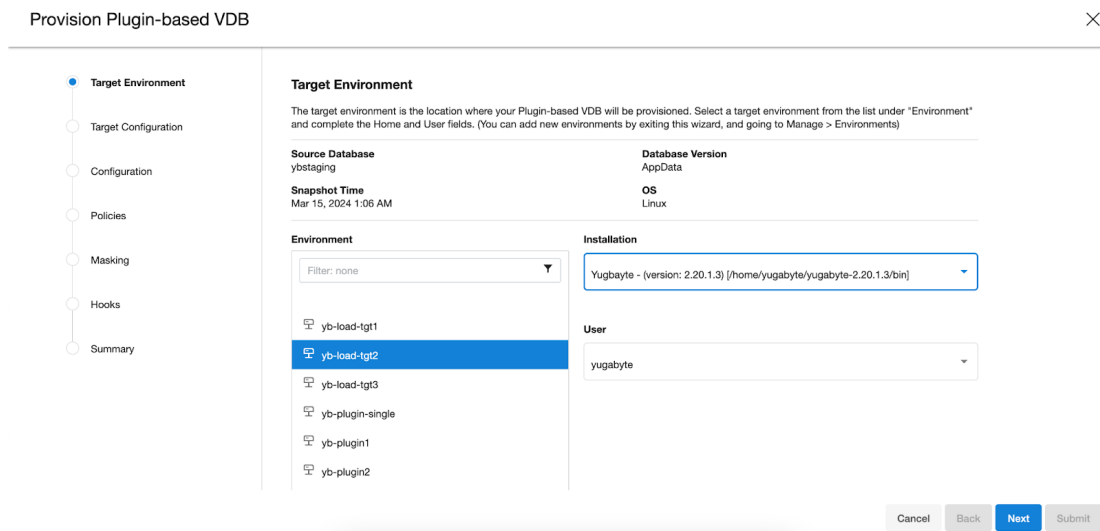 Provision Plugin-based VDB
Target Environment
Target Configuration
Configuration
Policies
Masking
Hooks
Summary
Target Environment
The target environment is the location where your Plugin-based VDB will be provisioned. Select a target environment from the list under "Environment"
and complete the Home and User fields. (You can add new environments by exiting this wizard, and going to Manage > Environments)
Source Database
ybstaging
Database Version
AppData
Snapshot Time
Mar 15, 2024 1:06 AM
OS
Linux
Environment
Filter: none
yb-load-tgt1
yb-load-tgt2
yb-load-tgt3
yb-plugin-single
yb-plugin1
yb-plugin2
Installation
Yugbayte - (version: 2.20.1.3) [/home/yugabyte/yugabyte-2.20.1.3/bin]
User
yugabyte
Cancel
Back
Next
Submit